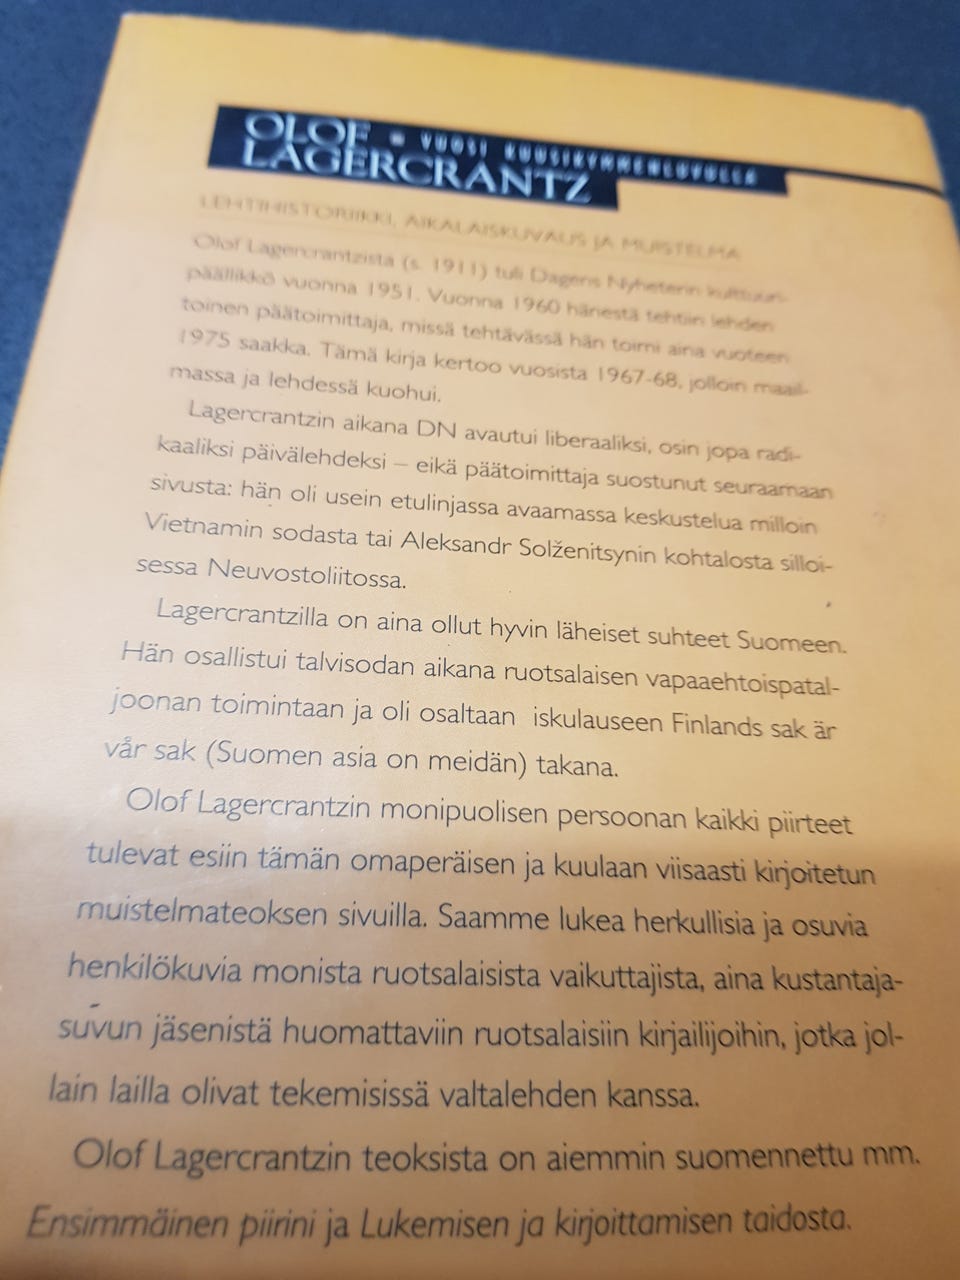 OLOF ■ VUOSI KUUSIKYMMENLUVULLA
LAGERCRANTZ
LEHTIHISTORIIKKI, AIKALAISKUVAUS JA MUISTELMA
Olof Lagercrantzista (s. 1911) tuli Dagens Nyheterin kulttuuri-
päällikkö vuonna 1951. Vuonna 1960 hänestä tehtiin lehden
toinen päätoimittaja, missä tehtävässä hän toimi aina vuoteen
1975 saakka. Tämä kirja kertoo vuosista 1967-68, jolloin maail-
massa ja lehdessä kuohui.
Lagercrantzin aikana DN avautui liberaaliksi, osin jopa radi-
kaaliksi päivälehdeksi – eikä päätoimittaja suostunut seuraamaan
sivusta: hän oli usein etulinjassa avaamassa keskustelua milloin
Vietnamin sodasta tai Aleksandr Solženitsynin kohtalosta silloi-
sessa Neuvostoliitossa.
Lagercrantzilla on aina ollut hyvin läheiset suhteet Suomeen.
Hän osallistui talvisodan aikana ruotsalaisen vapaaehtoispatal-
joonan toimintaan ja oli osaltaan iskulauseen Finlands sak är
vår sak (Suomen asia on meidän) takana.
Olof Lagercrantzin monipuolisen persoonan kaikki piirteet
tulevat esiin tämän omaperäisen ja kuulaan viisaasti kirjoitetun
muistelmateoksen sivuilla. Saamme lukea herkullisia ja osuvia
henkilökuvia monista ruotsalaisista vaikuttajista, aina kustantaja-
suvun jäsenistä huomattaviin ruotsalaisiin kirjailijoihin, jotka jol-
lain lailla olivat tekemisissä valtalehden kanssa.
Olof Lagercrantzin teoksista on aiemmin suomennettu mm.
Ensimmäinen piirini ja Lukemisen ja kirjoittamisen taidosta.